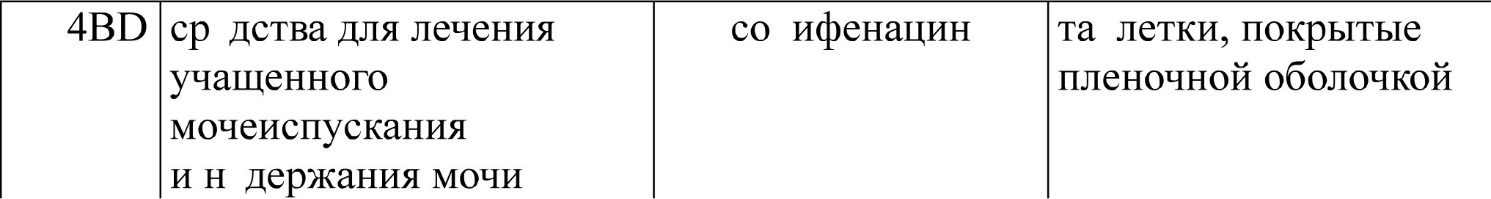 4BD
ср дства для лечения
учащенного
мочеиспускания
и н держания мочи
со ифенацин
та летки, покрытые
пленочной оболочкой